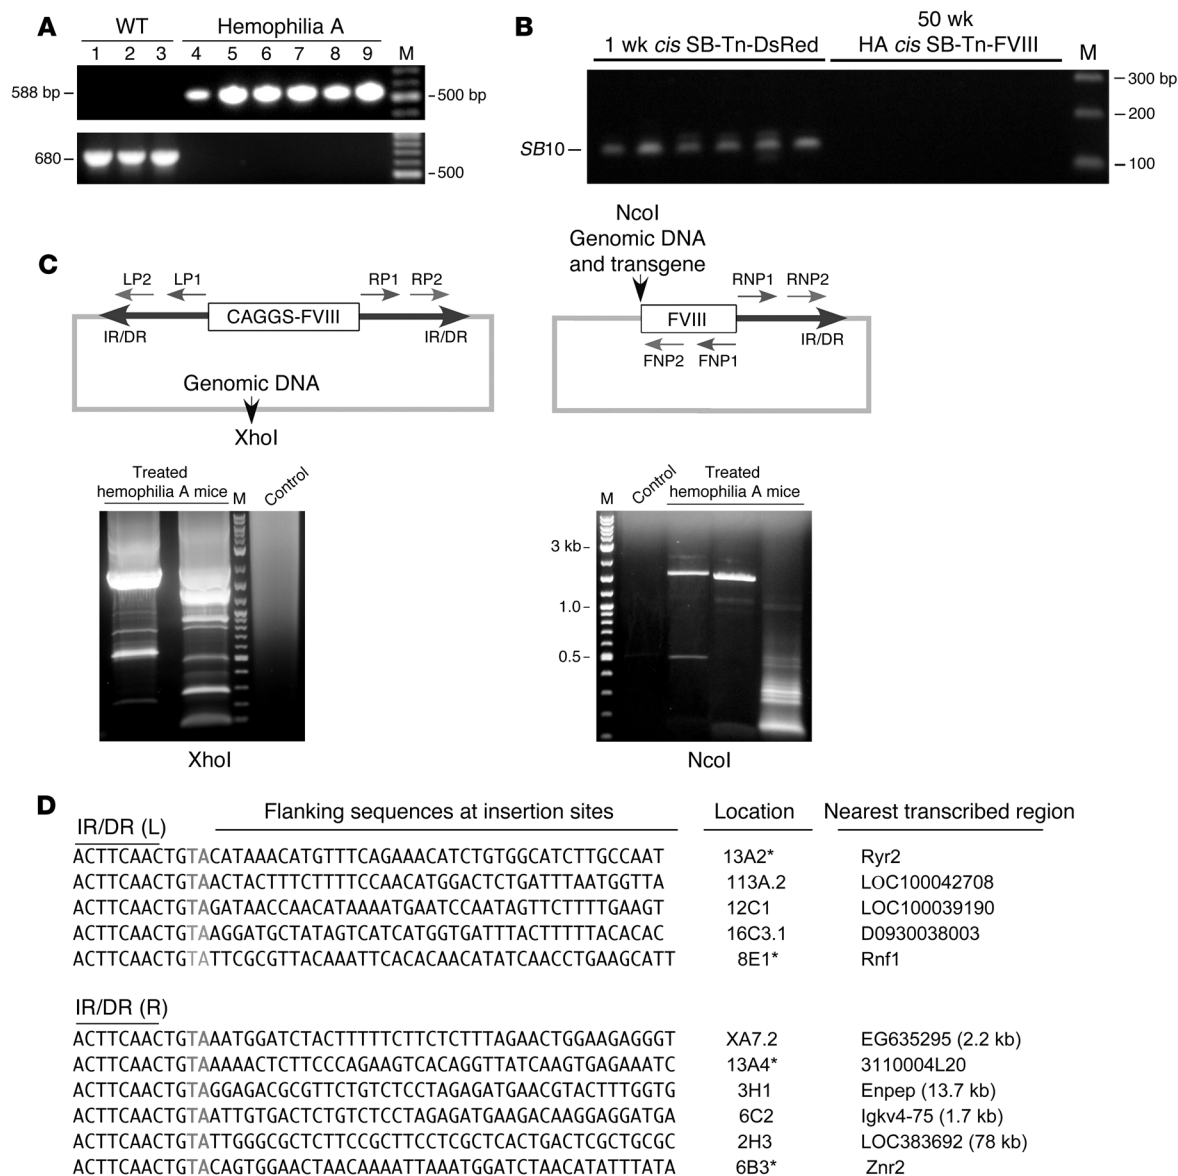 A
WT Hemophilia A
1 2 3 4 5 6 7 8 9 M
588 bp
500 bp
680
500
B
50 wk
1 wk cis SB-Tn-DsRed HA cis SB-Tn-FVIII M
300 bp
200
SB10
100
C
LP2 LP1 RP1 RP2
CAGGS-FVIII
IR/DR IR/DR
Genomic DNA
XhoI
NcoI
Genomic DNA
and transgene
RNP1 RNP2
FVIII
IR/DR
FNP2 FNP1
Treated
hemophilia A mice M Control
XhoI
M Control Treated
hemophilia A mice
3 kb
1.0
0.5
NcoI
D
Flanking sequences at insertion sites Location Nearest transcribed region
IR/DR (L)
ACTTCAACTGTACATAAACATGTTTCAGAAACATCTGTGGCATCTTGCCAAT 13A2* Ryr2
ACTTCAACTGTAACTACTTTCTTTTCCAACATGGACTCTGATTTAATGGTTA 113A.2 LOC100042708
ACTTCAACTGTAGATAACCAACATAAAATGAATCCAATAGTTCTTTTGAAGT 12C1 LOC100039190
ACTTCAACTGTAAGGATGCTATAGTCATCATGGTGATTTACTTTTTACACAC 16C3.1 D0930038003
ACTTCAACTGTATTCGCGTTACAAATTCACACAACATATCAACCTGAAGCATT 8E1* Rnf1
IR/DR (R)
ACTTCAACTGTAAATGGATCTACTTTTTCTTCTCTTTAGAACTGGAAGAGGGT XA7.2 EG635295 (2.2 kb)
ACTTCAACTGTAAAAACTCTTCCCAGAAGTCACAGGTTATCAAGTGAGAAATC 13A4* 3110004L20
ACTTCAACTGTAGGAGACGCGTTCTGTCTCCTAGAGATGAACGTACTTTGGTG 3H1 Enpep (13.7 kb)
ACTTCAACTGTAATTGTGACTCTGTCTCCTAGAGATGAAGACAAGGAGGATGA 6C2 Igkv4-75 (1.7 kb)
ACTTCAACTGTATTGGGCGCTCTTCCGCTTCCTCGCTCACTGACTCGCTGCGC 2H3 LOC383692 (78 kb)
ACTTCAACTGTACAGTGGAACTAACAAAATTAAATGGATCTAACATATTTATA 6B3* Znr2